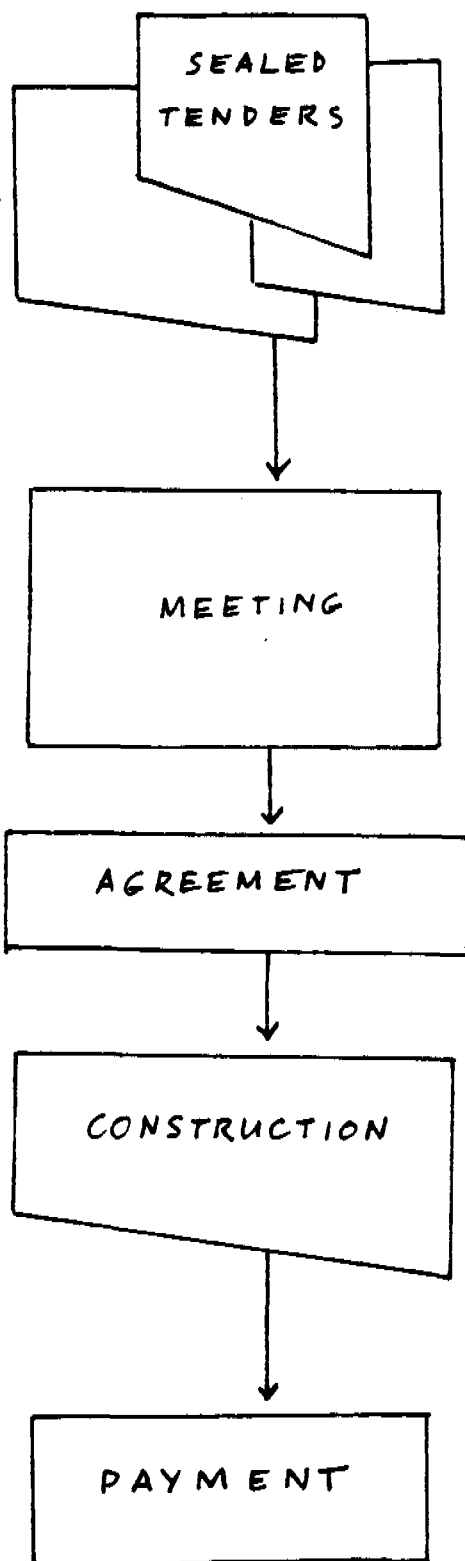 SEALED
TENDERS
MEETING
AGREEMENT
CONSTRUCTION
PAYMENT